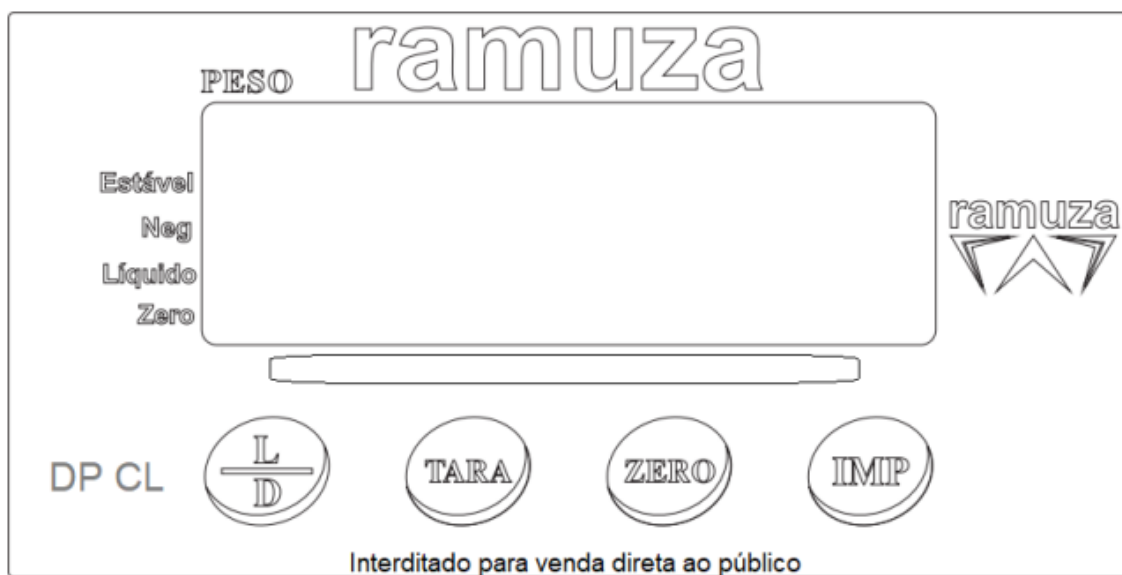 ramuza
PESO
Estável
Neg
Líquido
Zero
ramuza
DP CL
L
D
TARA
ZERO
IMP
Interditado para venda direta ao público